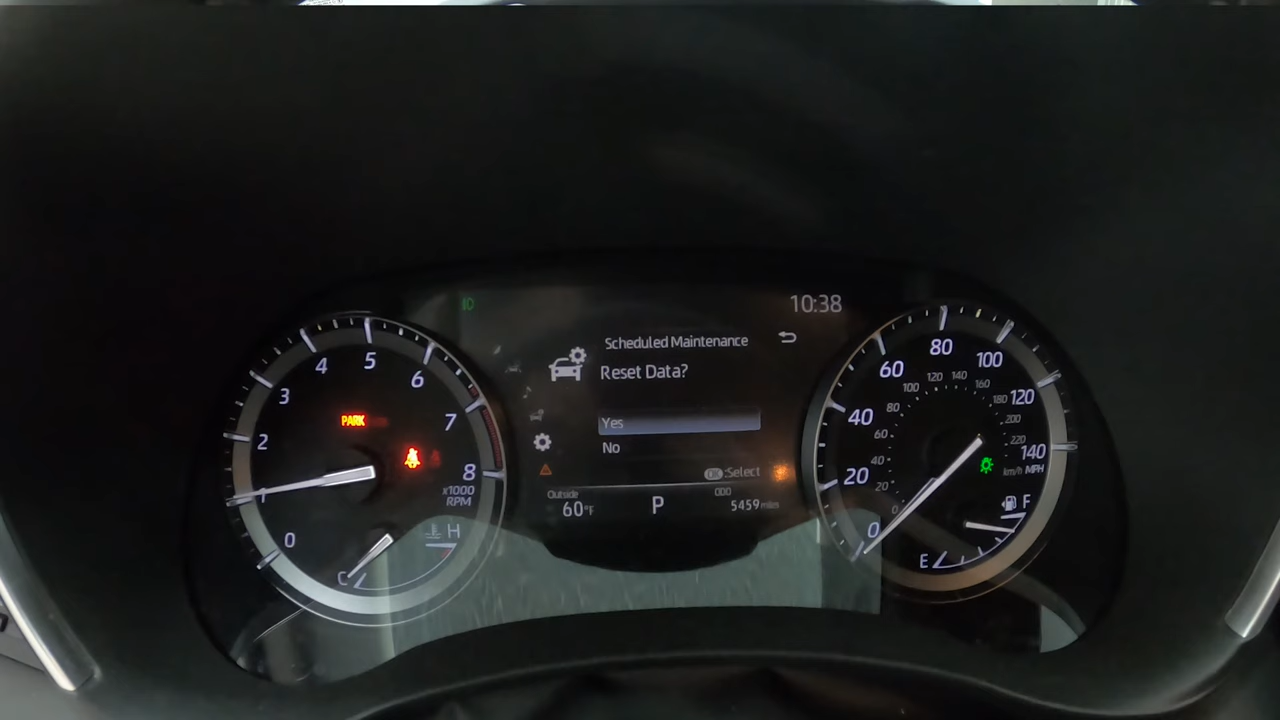 10:38
Scheduled Maintenance
Reset Data?
Yes
No
OK :Select
Outside
60°F
P
ODO
5459 miles
PARK
0
1
2
3
4
5
6
7
8
x1000
RPM
C
H
0
20
40
60
80
100
120
140
km/h MPH
0
20
40
60
80
100
120
140
160
180
200
220
E
F